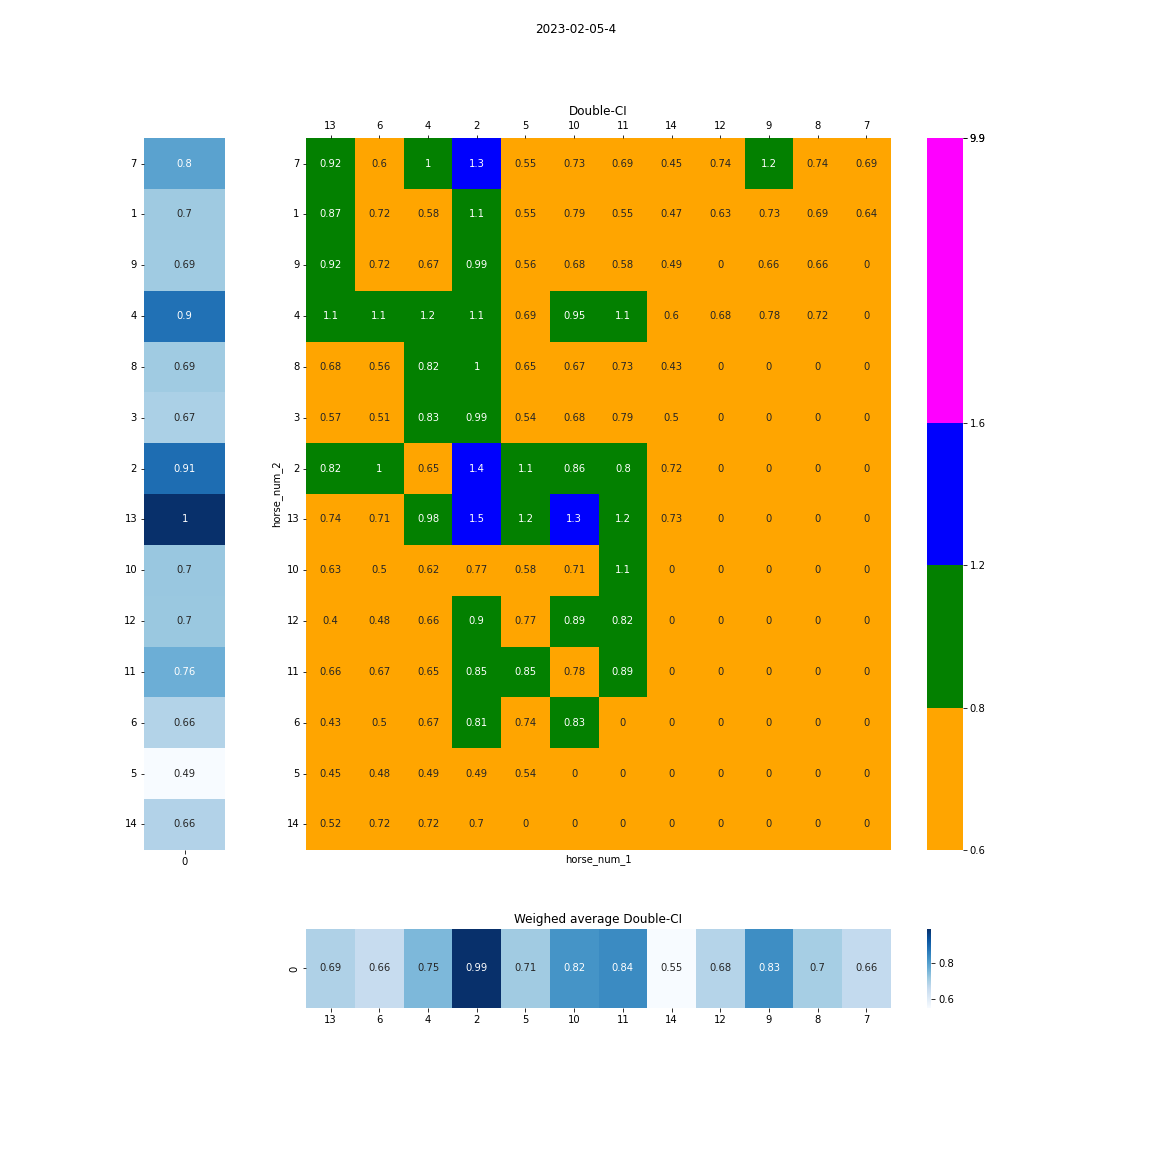 2023-02-05-4
Double-CI
13 6 4 2 5 10 11 14 12 9 8 7
9.9
7 0.8 7 0.92 0.6 1 1.3 0.55 0.73 0.69 0.45 0.74 1.2 0.74 0.69
1 0.7 1 0.87 0.72 0.58 1.1 0.55 0.79 0.55 0.47 0.63 0.73 0.69 0.64
9 0.69 9 0.92 0.72 0.67 0.99 0.56 0.68 0.58 0.49 0 0.66 0.66 0
4 0.9 4 1.1 1.1 1.2 1.1 0.69 0.95 1.1 0.6 0.68 0.78 0.72 0
8 0.69 8 0.68 0.56 0.82 1 0.65 0.67 0.73 0.43 0 0 0 0
3 0.67 3 0.57 0.51 0.83 0.99 0.54 0.68 0.79 0.5 0 0 0 0
1.6
2 0.91 2 0.82 1 0.65 1.4 1.1 0.86 0.8 0.72 0 0 0 0
horse_num_2
13 1 13 0.74 0.71 0.98 1.5 1.2 1.3 1.2 0.73 0 0 0 0
1.2
10 0.7 10 0.63 0.5 0.62 0.77 0.58 0.71 1.1 0 0 0 0 0
12 0.7 12 0.4 0.48 0.66 0.9 0.77 0.89 0.82 0 0 0 0 0
11 0.76 11 0.66 0.67 0.65 0.85 0.85 0.78 0.89 0 0 0 0 0
0.8
6 0.66 6 0.43 0.5 0.67 0.81 0.74 0.83 0 0 0 0 0 0
5 0.49 5 0.45 0.48 0.49 0.49 0.54 0 0 0 0 0 0 0
14 0.66 14 0.52 0.72 0.72 0.7 0 0 0 0 0 0 0 0
0.6
0
horse_num_1
Weighed average Double-CI
0 0.69 0.66 0.75 0.99 0.71 0.82 0.84 0.55 0.68 0.83 0.7 0.66
0.8
0.6
13 6 4 2 5 10 11 14 12 9 8 7